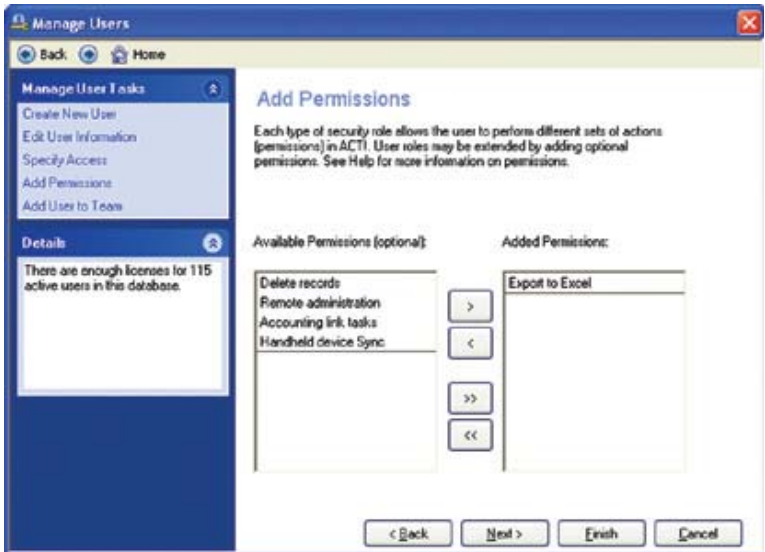 Manage Users
Back Home
Manage User Tasks
Create New User
Edit User Information
Specify Access
Add Permissions
Add User to Team
Details
There are enough licenses for 115
active users in this database.
Add Permissions
Each type of security role allows the user to perform different sets of actions
(permissions) in ACT!. User roles may be extended by adding optional
permissions. See Help for more information on permissions.
Available Permissions (optional):
Delete records
Remote administration
Accounting link tasks
Handheld device Sync
>
<
>>
<<
Added Permissions:
Export to Excel
< Back
Next >
Finish
Cancel